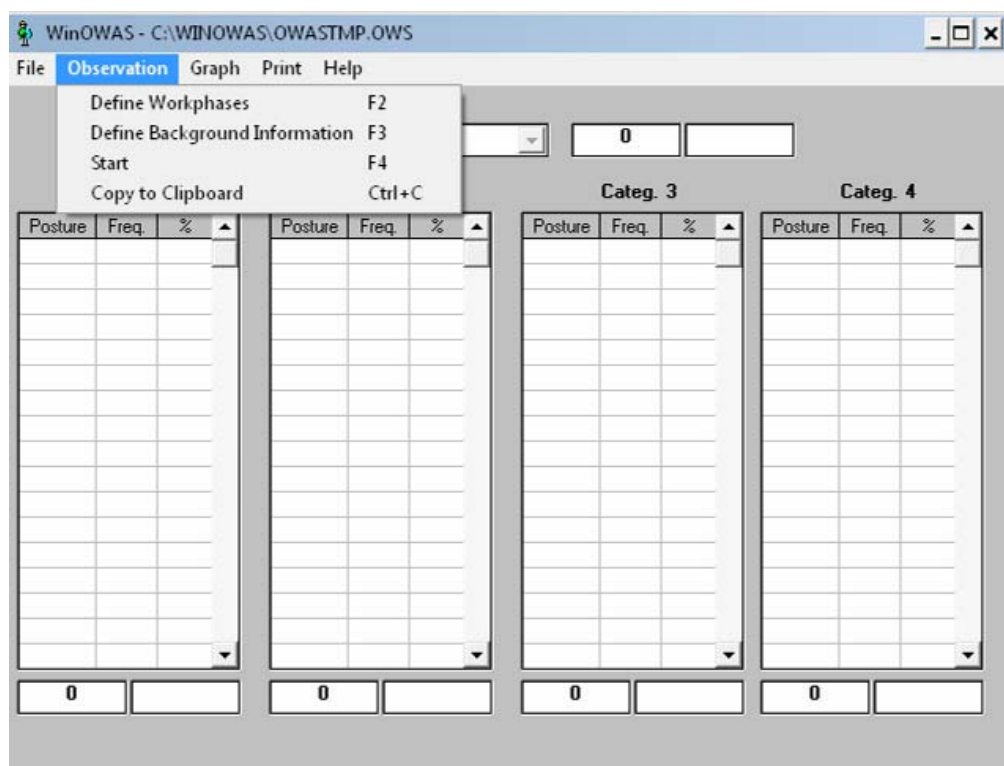 WinOWAS - C:\WINOWAS\OWASTMP.OWS
File Observation Graph Print Help
Define Workphases F2
Define Background Information F3
Start F4
Copy to Clipboard Ctrl+C
0
Categ. 3 Categ. 4
Posture Freq. % Posture Freq. % Posture Freq. % Posture Freq. %
0 0 0 0